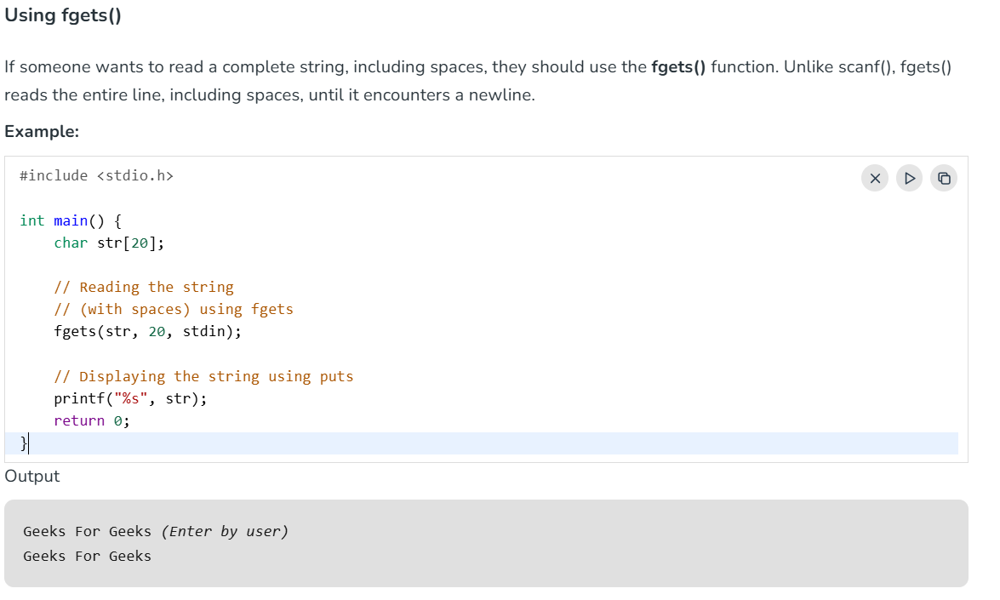 Using fgets()
If someone wants to read a complete string, including spaces, they should use the fgets() function. Unlike scanf(), fgets()
reads the entire line, including spaces, until it encounters a newline.
Example:
#include <stdio.h>
int main() {
    char str[20];
    // Reading the string
    // (with spaces) using fgets
    fgets(str, 20, stdin);
    // Displaying the string using puts
    printf("%s", str);
    return 0;
}
Output
Geeks For Geeks (Enter by user)
Geeks For Geeks